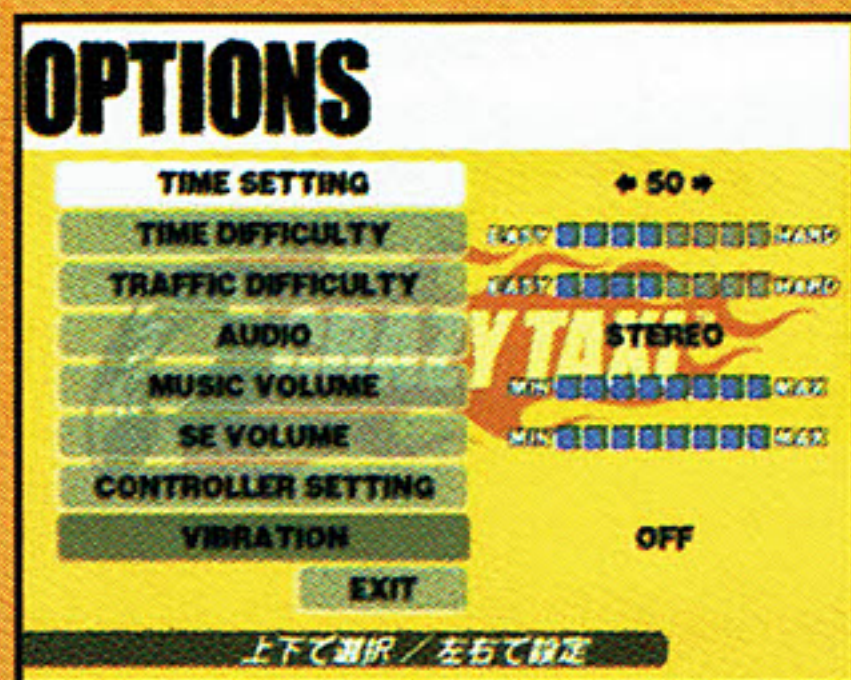 OPTIONS
TIME SETTING 50
TIME DIFFICULTY EASY HARD
TRAFFIC DIFFICULTY EASY HARD
AUDIO STEREO
MUSIC VOLUME MIN MAX
SE VOLUME MIN MAX
CONTROLLER SETTING
VIBRATION OFF
EXIT
上下で選択／左右で設定
Y TAXI